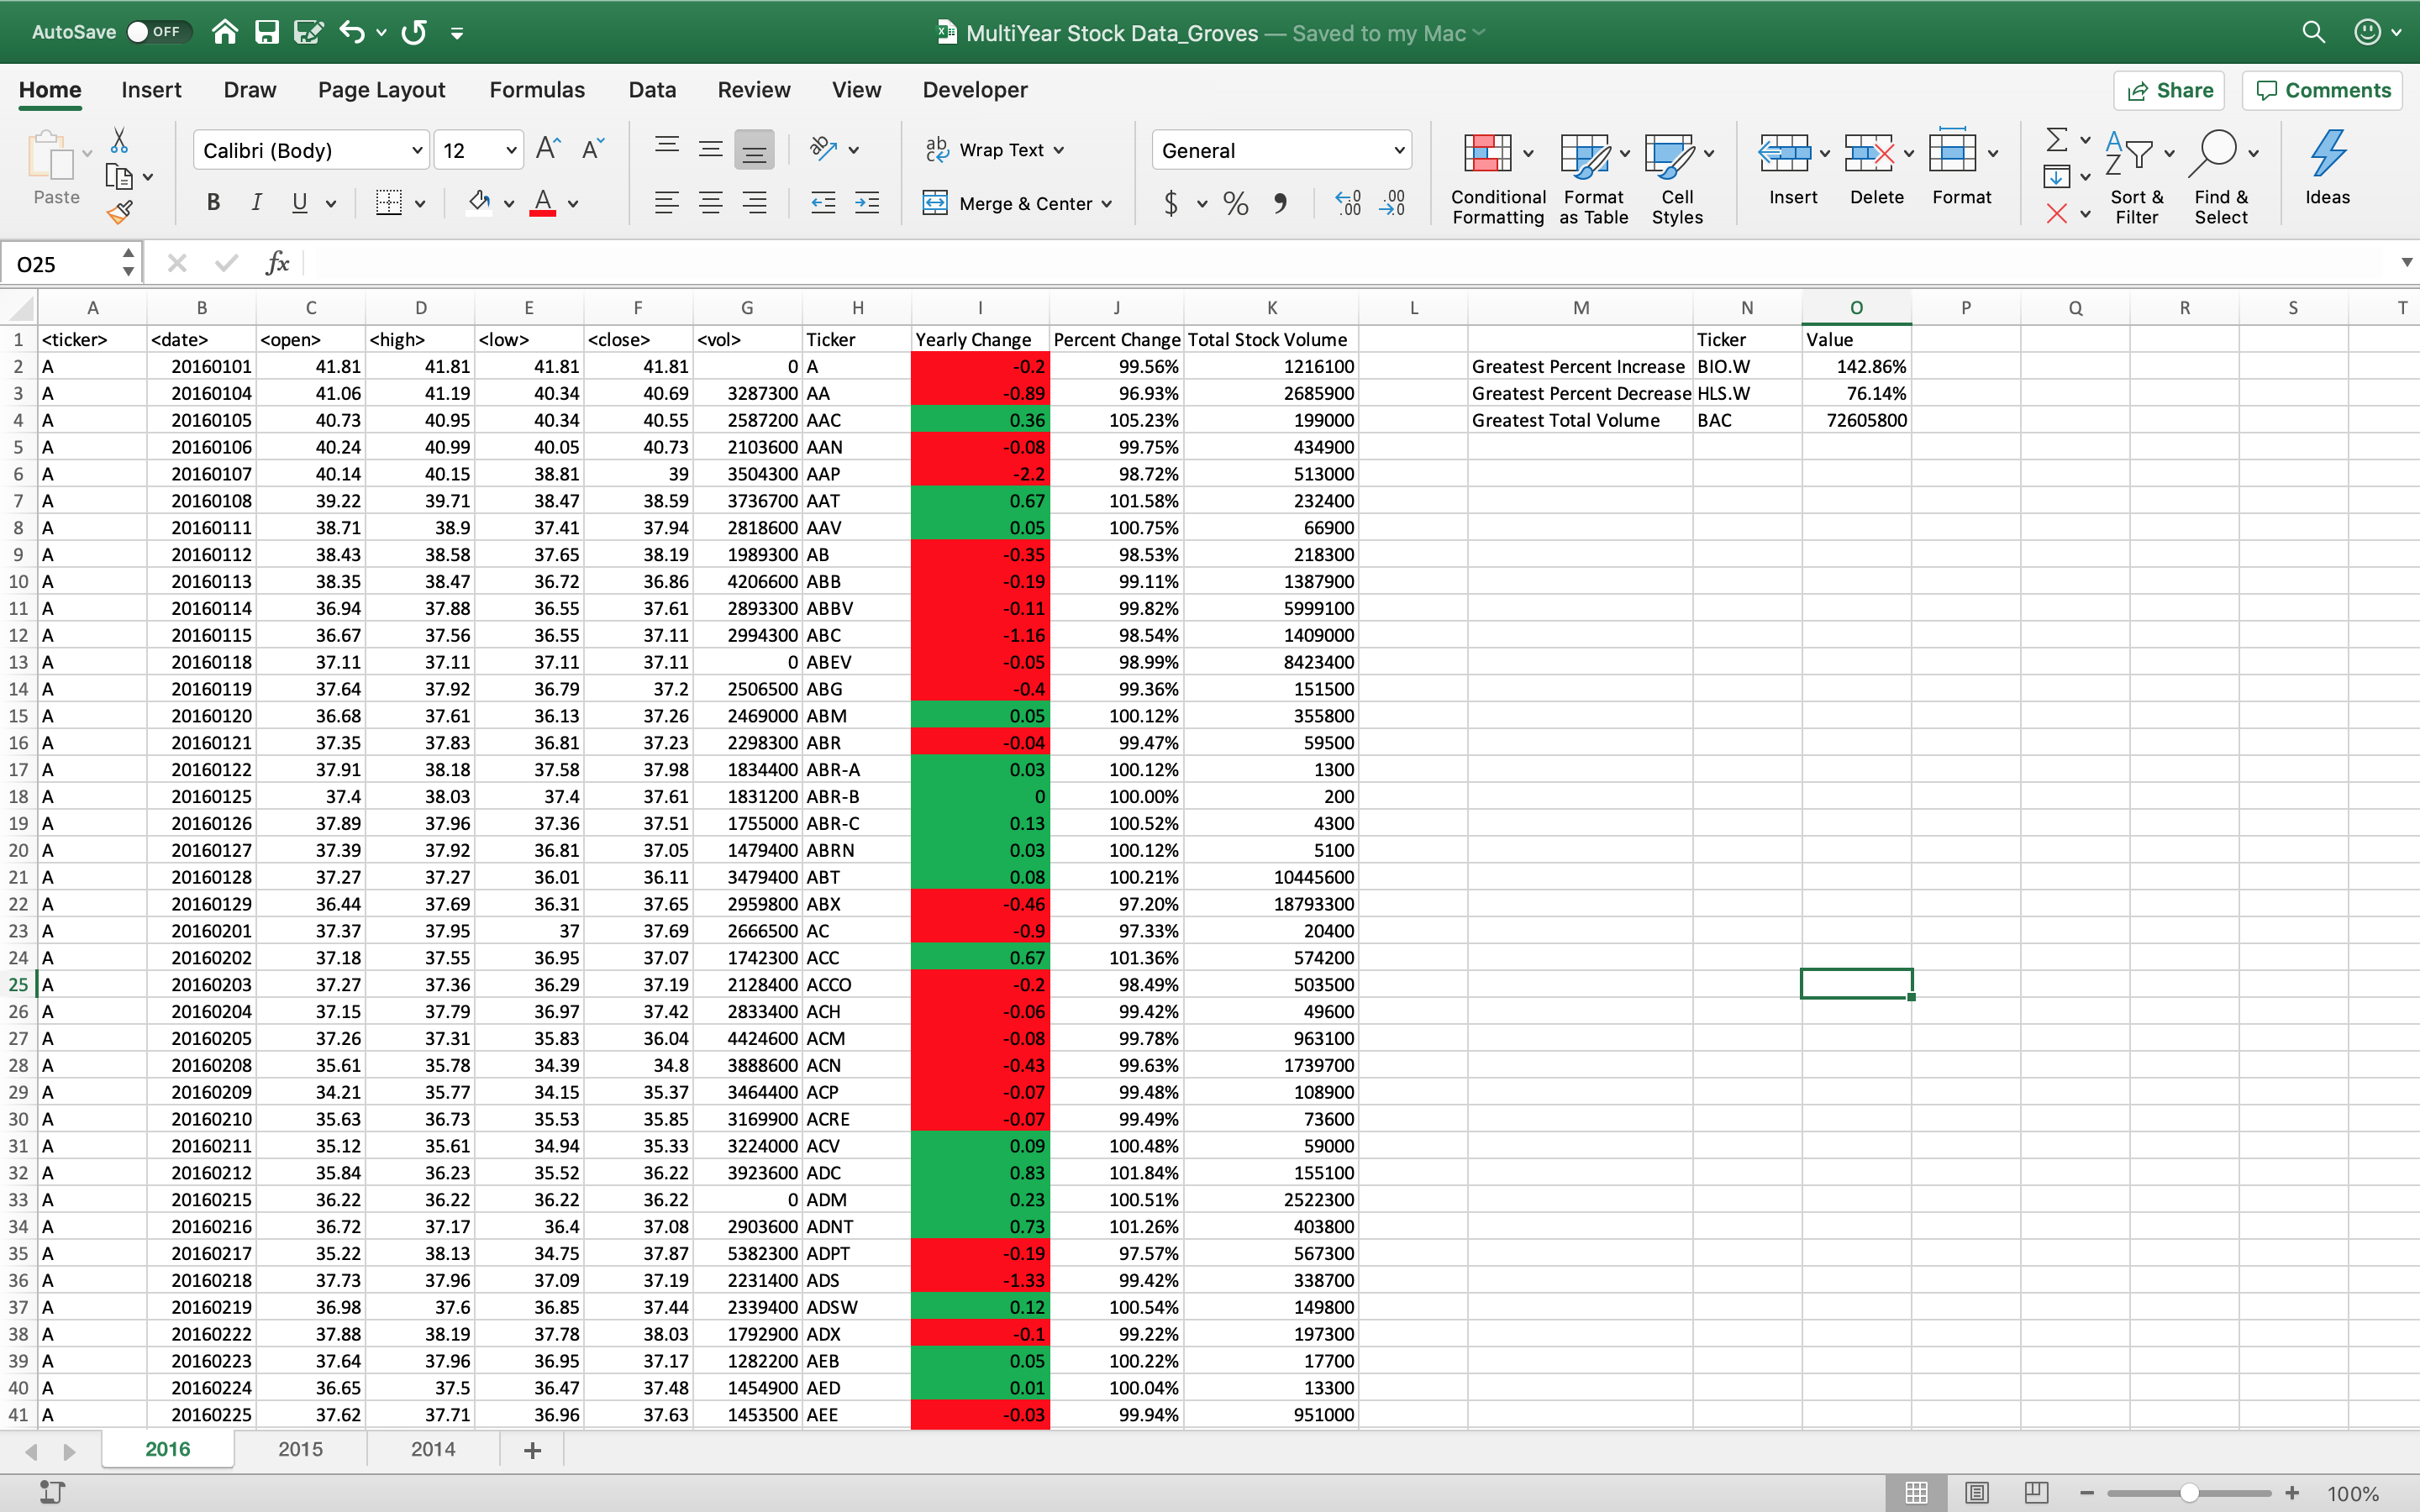 AutoSave OFF MultiYear Stock Data_Groves — Saved to my Mac
Home Insert Draw Page Layout Formulas Data Review View Developer Share Comments
Paste Calibri (Body) 12 A A ab Wrap Text General Conditional Formatting Format as Table Cell Styles Insert Delete Format Sort & Filter Find & Select Ideas
B I U A Merge & Center $ % , .0 .00 .00 .0
O25 fx
A B C D E F G H I J K L M N O P Q R S T
1 <ticker> <date> <open> <high> <low> <close> <vol> Ticker Yearly Change Percent Change Total Stock Volume Ticker Value
2 A 20160101 41.81 41.81 41.81 41.81 0 A -0.2 99.56% 1216100 Greatest Percent Increase BIO.W 142.86%
3 A 20160104 41.06 41.19 40.34 40.69 3287300 AA -0.89 96.93% 2685900 Greatest Percent Decrease HLS.W 76.14%
4 A 20160105 40.73 40.95 40.34 40.55 2587200 AAC 0.36 105.23% 199000 Greatest Total Volume BAC 72605800
5 A 20160106 40.24 40.99 40.05 40.73 2103600 AAN -0.08 99.75% 434900
6 A 20160107 40.14 40.15 38.81 39 3504300 AAP -2.2 98.72% 513000
7 A 20160108 39.22 39.71 38.47 38.59 3736700 AAT 0.67 101.58% 232400
8 A 20160111 38.71 38.9 37.41 37.94 2818600 AAV 0.05 100.75% 66900
9 A 20160112 38.43 38.58 37.65 38.19 1989300 AB -0.35 98.53% 218300
10 A 20160113 38.35 38.47 36.72 36.86 4206600 ABB -0.19 99.11% 1387900
11 A 20160114 36.94 37.88 36.55 37.61 2893300 ABBV -0.11 99.82% 5999100
12 A 20160115 36.67 37.56 36.55 37.11 2994300 ABC -1.16 98.54% 1409000
13 A 20160118 37.11 37.11 37.11 37.11 0 ABEV -0.05 98.99% 8423400
14 A 20160119 37.64 37.92 36.79 37.2 2506500 ABG -0.4 99.36% 151500
15 A 20160120 36.68 37.61 36.13 37.26 2469000 ABM 0.05 100.12% 355800
16 A 20160121 37.35 37.83 36.81 37.23 2298300 ABR -0.04 99.47% 59500
17 A 20160122 37.91 38.18 37.58 37.98 1834400 ABR-A 0.03 100.12% 1300
18 A 20160125 37.4 38.03 37.4 37.61 1831200 ABR-B 0 100.00% 200
19 A 20160126 37.89 37.96 37.36 37.51 1755000 ABR-C 0.13 100.52% 4300
20 A 20160127 37.39 37.92 36.81 37.05 1479400 ABRN 0.03 100.12% 5100
21 A 20160128 37.27 37.27 36.01 36.11 3479400 ABT 0.08 100.21% 10445600
22 A 20160129 36.44 37.69 36.31 37.65 2959800 ABX -0.46 97.20% 18793300
23 A 20160201 37.37 37.95 37 37.69 2666500 AC -0.9 97.33% 20400
24 A 20160202 37.18 37.55 36.95 37.07 1742300 ACC 0.67 101.36% 574200
25 A 20160203 37.27 37.36 36.29 37.19 2128400 ACCO -0.2 98.49% 503500
26 A 20160204 37.15 37.79 36.97 37.42 2833400 ACH -0.06 99.42% 49600
27 A 20160205 37.26 37.31 35.83 36.04 4424600 ACM -0.08 99.78% 963100
28 A 20160208 35.61 35.78 34.39 34.8 3888600 ACN -0.43 99.63% 1739700
29 A 20160209 34.21 35.77 34.15 35.37 3464400 ACP -0.07 99.48% 108900
30 A 20160210 35.63 36.73 35.53 35.85 3169900 ACRE -0.07 99.49% 73600
31 A 20160211 35.12 35.61 34.94 35.33 3224000 ACV 0.09 100.48% 59000
32 A 20160212 35.84 36.23 35.52 36.22 3923600 ADC 0.83 101.84% 155100
33 A 20160215 36.22 36.22 36.22 36.22 0 ADM 0.23 100.51% 2522300
34 A 20160216 36.72 37.17 36.4 37.08 2903600 ADNT 0.73 101.26% 403800
35 A 20160217 35.22 38.13 34.75 37.87 5382300 ADPT -0.19 97.57% 567300
36 A 20160218 37.73 37.96 37.09 37.19 2231400 ADS -1.33 99.42% 338700
37 A 20160219 36.98 37.6 36.85 37.44 2339400 ADSW 0.12 100.54% 149800
38 A 20160222 37.88 38.19 37.78 38.03 1792900 ADX -0.1 99.22% 197300
39 A 20160223 37.64 37.96 36.95 37.17 1282200 AEB 0.05 100.22% 17700
40 A 20160224 36.65 37.5 36.47 37.48 1454900 AED 0.01 100.04% 13300
41 A 20160225 37.62 37.71 36.96 37.63 1453500 AEE -0.03 99.94% 951000
2016 2015 2014 +
100%